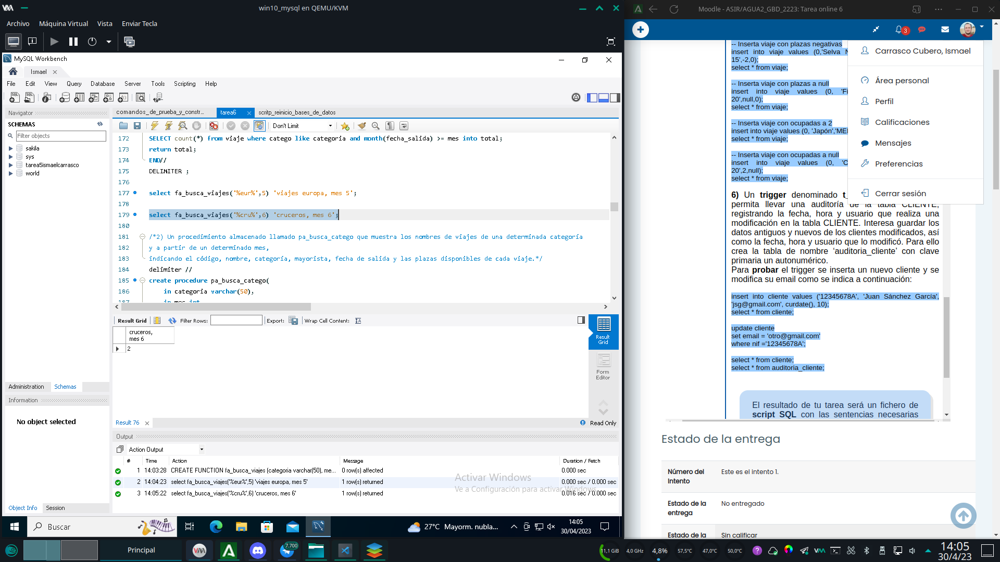 win10_mysql en QEMU/KVM
Archivo Máquina Virtual Vista Enviar Tecla
MySQL Workbench
Ismael
File Edit View Query Database Server Tools Scripting Help
Navigator
SCHEMAS
Filter objects
sakila
sys
tarea5ismaelcarrasco
world
Administration Schemas
Information
No object selected
Object Info Session
comandos_de_prueba_y_constr... tarea6 scritp_reinicio_bases_de_datos
Don't Limit
172 SELECT count(*) from viaje where catego like categoria and month(fecha_salida) >= mes into total;
173 return total;
174 END//
175 DELIMITER ;
176
177 select fa_busca_viajes('%eur%',5) 'viajes europa, mes 5';
178
179 select fa_busca_viajes('%cru%',6) 'cruceros, mes 6';
180
181 /*2) Un procedimiento almacenado llamado pa_busca_catego que muestra los nombres de viajes de una determinada categoría
182 y a partir de un determinado mes,
183 indicando el código, nombre, categoría, mayorista, fecha de salida y las plazas disponibles de cada viaje.*/
184 delimiter //
185 create procedure pa_busca_catego(
186 in categoria varchar(50),
187 in mes int
Result Grid Filter Rows: Export: Wrap Cell Content:
cruceros,
mes 6
2
Result
Grid
Form
Editor
Result 76 Read Only
Output
Action Output
# Time Action Message Duration / Fetch
1 14:03:28 CREATE FUNCTION fa_busca_viajes (categoria varchar(50), me... 0 row(s) affected 0.000 sec
2 14:04:23 select fa_busca_viajes('%eur%',5) 'viajes europa, mes 5' 1 row(s) returned 0.000 sec / 0.000 sec
3 14:05:22 select fa_busca_viajes('%cru%',6) 'cruceros, mes 6' 1 row(s) returned 0.016 sec / 0.000 sec
Activar Windows
Ve a Configuración para activar Windows.
Buscar
27°C Mayorm. nubla...
14:05
30/04/2023
Moodle - ASIR/AGUA2_GBD_2223: Tarea online 6
3
-- Inserta viaje con plazas negativas
insert into viaje values (0,'Selva N
15',-2,0);
select * from viaje;
-- Inserta viaje con plazas a null
insert into viaje values (0, 'Fi
20',null,0);
select * from viaje;
-- Inserta viaje con ocupadas a 2
insert into viaje values (0, 'Japón','ME
select * from viaje;
-- Inserta viaje con ocupadas a null
insert into viaje values (0, 'C
20',2,null);
select * from viaje;
Carrasco Cubero, Ismael
Área personal
Perfil
Calificaciones
Mensajes
Preferencias
Cerrar sesión
6) Un trigger denominado t_
permita llevar una auditoría de la tabla CLIENTE,
registrando la fecha, hora y usuario que realiza una
modificación en la tabla CLIENTE. Interesa guardar los
datos antiguos y nuevos de los clientes modificados, así
como la fecha, hora y usuario que lo modificó. Para ello
crea la tabla de nombre ‘auditoria_cliente’ con clave
primaria un autonumérico.
Para probar el trigger se inserta un nuevo cliente y se
modifica su email como se indica a continuación:
insert into cliente values ('12345678A', 'Juan Sánchez García',
'jsg@gmail.com', curdate(), 10);
select * from cliente;
update cliente
set email = 'otro@gmail.com'
where nif ='12345678A';
select * from cliente;
select * from auditoria_cliente;
El resultado de tu tarea será un fichero de
script SQL con las sentencias necesarias
Estado de la entrega
Número del Intento Este es el intento 1.
Estado de la entrega No entregado
Estado de la Sin calificar
Principal
7.700
11,1 GiB 4,0 GHz 4,8% 57,5°C 47,0°C 50,0°C
14:05
30/4/23